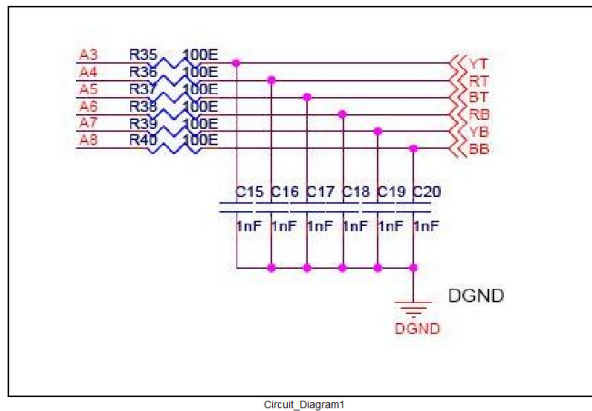 A3 R35 100E YT
A4 R36 100E RT
A5 R37 100E BT
A6 R38 100E RB
A7 R39 100E YB
A8 R40 100E BB
C15 C16 C17 C18 C19 C20
1nF 1nF 1nF 1nF 1nF 1nF
DGND
DGND
Circuit_Diagram1